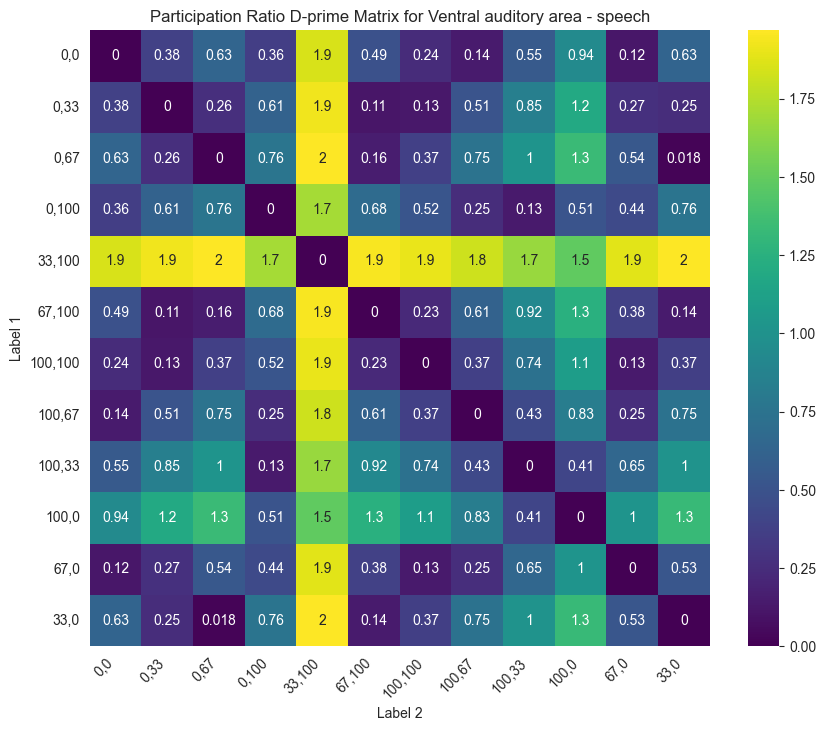 Participation Ratio D-prime Matrix for Ventral auditory area - speech
0,0 0 0.38 0.63 0.36 1.9 0.49 0.24 0.14 0.55 0.94 0.12 0.63
0,33 0.38 0 0.26 0.61 1.9 0.11 0.13 0.51 0.85 1.2 0.27 0.25
0,67 0.63 0.26 0 0.76 2 0.16 0.37 0.75 1 1.3 0.54 0.018
0,100 0.36 0.61 0.76 0 1.7 0.68 0.52 0.25 0.13 0.51 0.44 0.76
33,100 1.9 1.9 2 1.7 0 1.9 1.9 1.8 1.7 1.5 1.9 2
67,100 0.49 0.11 0.16 0.68 1.9 0 0.23 0.61 0.92 1.3 0.38 0.14
100,100 0.24 0.13 0.37 0.52 1.9 0.23 0 0.37 0.74 1.1 0.13 0.37
100,67 0.14 0.51 0.75 0.25 1.8 0.61 0.37 0 0.43 0.83 0.25 0.75
100,33 0.55 0.85 1 0.13 1.7 0.92 0.74 0.43 0 0.41 0.65 1
100,0 0.94 1.2 1.3 0.51 1.5 1.3 1.1 0.83 0.41 0 1 1.3
67,0 0.12 0.27 0.54 0.44 1.9 0.38 0.13 0.25 0.65 1 0 0.53
33,0 0.63 0.25 0.018 0.76 2 0.14 0.37 0.75 1 1.3 0.53 0
0,0 0,33 0,67 0,100 33,100 67,100 100,100 100,67 100,33 100,0 67,0 33,0
Label 2
Label 1
1.75
1.50
1.25
1.00
0.75
0.50
0.25
0.00